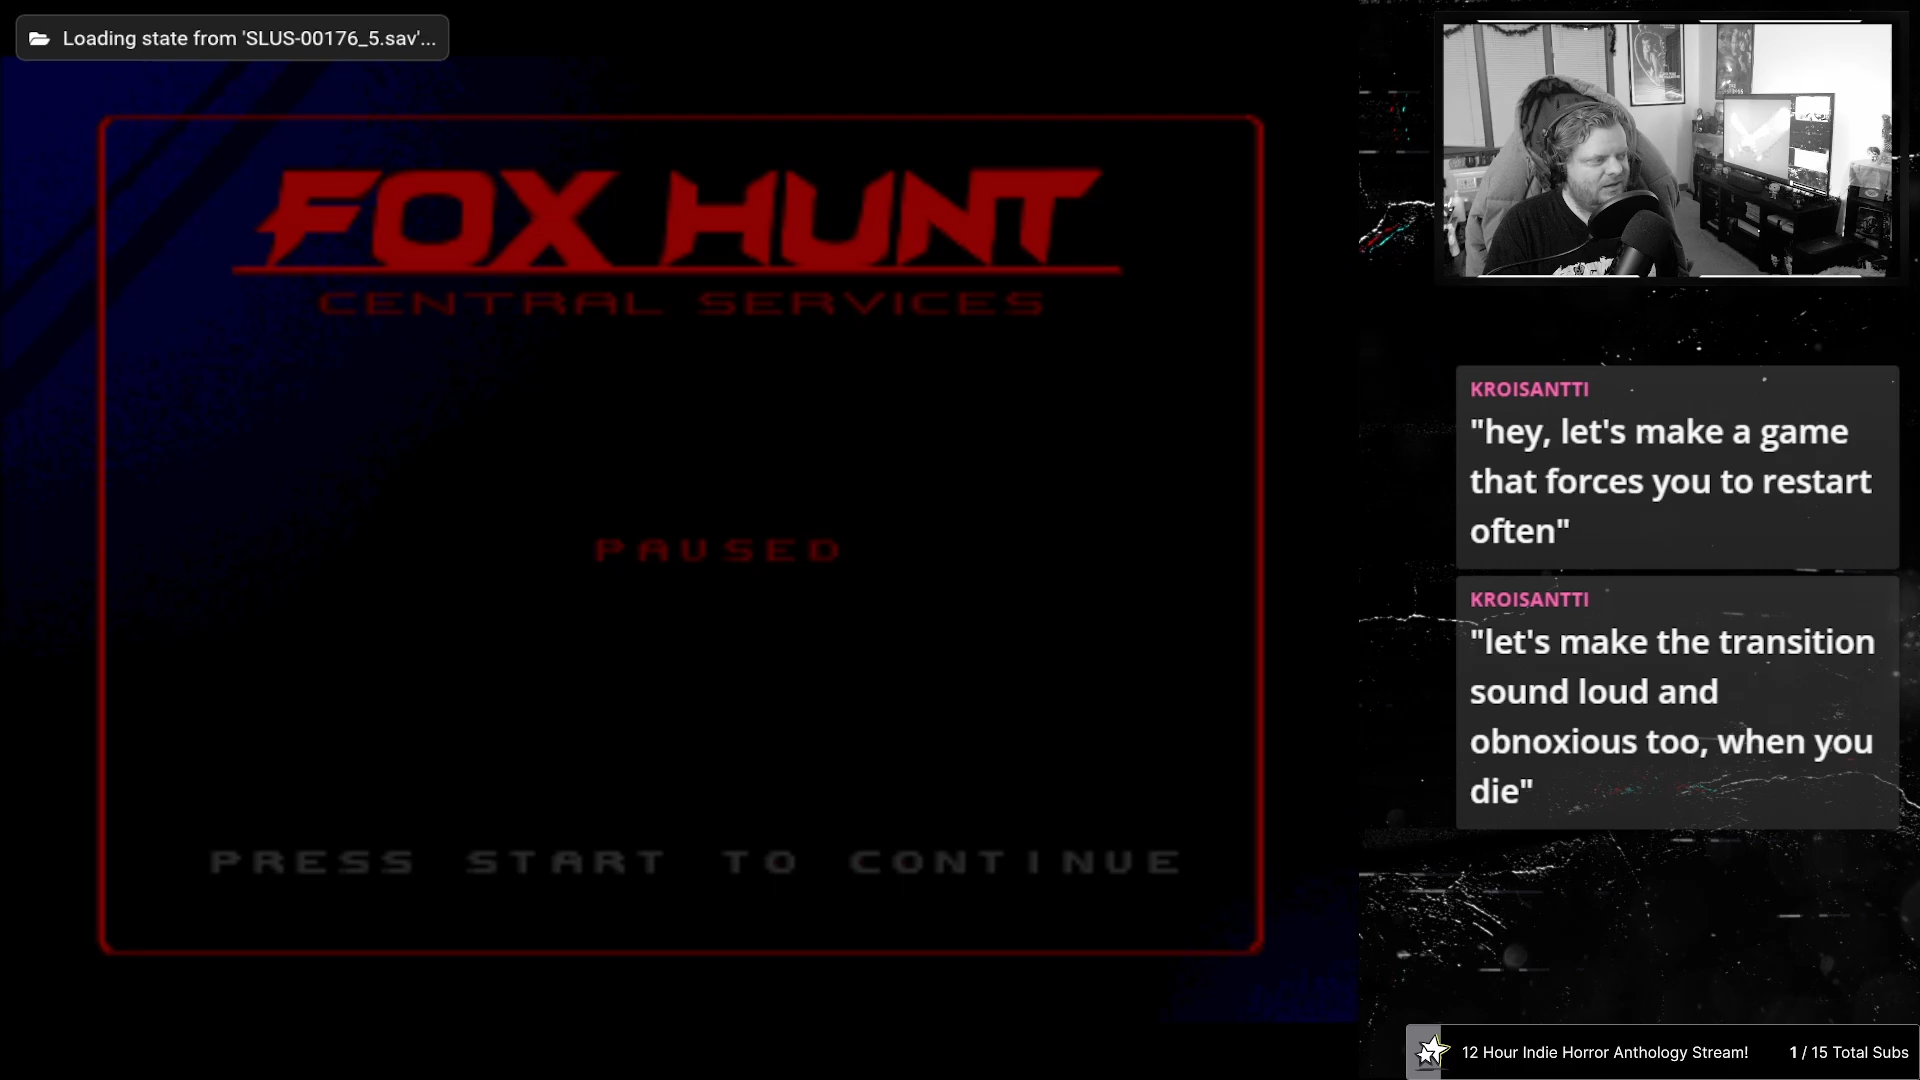 Loading state from 'SLUS-00176_5.sav'...
FOX HUNT
CENTRAL SERVICES
PAUSED
PRESS START TO CONTINUE
KROISANTTI
"hey, let's make a game
that forces you to restart
often"
KROISANTTI
"let's make the transition
sound loud and
obnoxious too, when you
die"
12 Hour Indie Horror Anthology Stream! 1 / 15 Total Subs